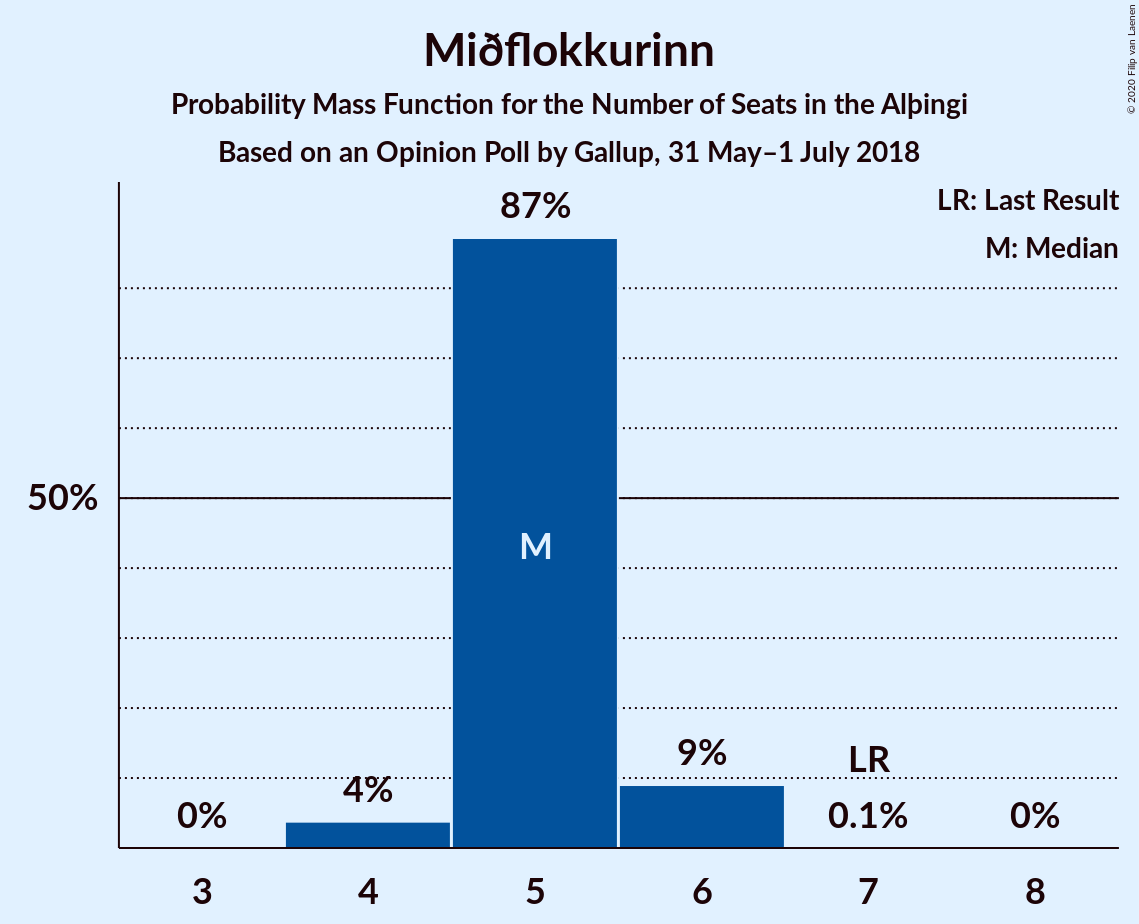 Miðflokkurinn
Probability Mass Function for the Number of Seats in the Alþingi
Based on an Opinion Poll by Gallup, 31 May–1 July 2018
© 2020 Filip van Laenen
LR: Last Result
M: Median
87%
50%
M
9%
LR
4%
0%
0.1%
0%
3 4 5 6 7 8